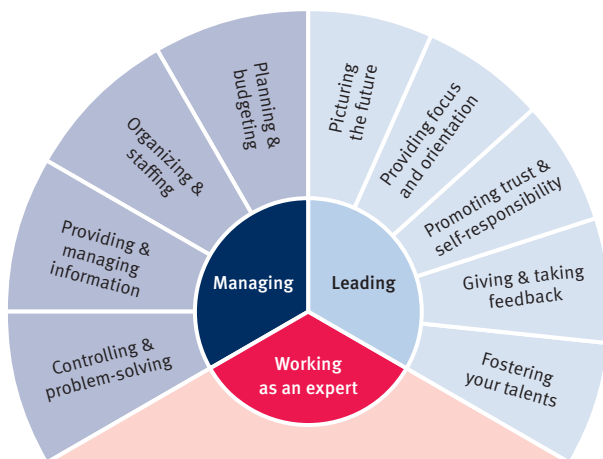 Planning &
budgeting
Organizing &
staffing
Providing &
managing
information
Controlling &
problem-solving
Picturing
the future
Providing focus
and orientation
Promoting trust &
self-responsibility
Giving & taking
feedback
Fostering
your talents
Managing
Leading
Working
as an expert